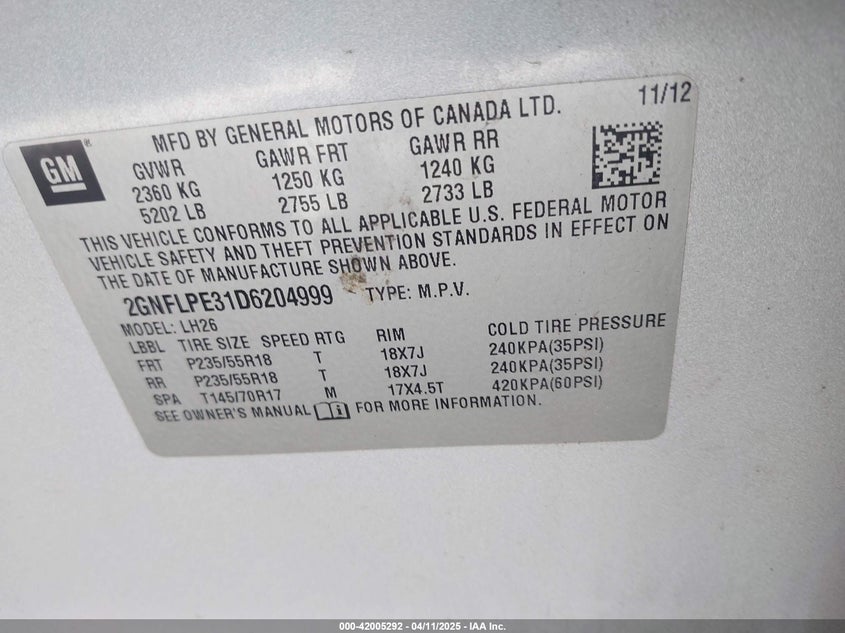 GM ®
MFD BY GENERAL MOTORS OF CANADA LTD. 11/12
GVWR GAWR FRT GAWR RR
2360 KG 1250 KG 1240 KG
5202 LB 2755 LB 2733 LB
THIS VEHICLE CONFORMS TO ALL APPLICABLE U.S. FEDERAL MOTOR
VEHICLE SAFETY AND THEFT PREVENTION STANDARDS IN EFFECT ON
THE DATE OF MANUFACTURE SHOWN ABOVE.
2GNFLPE31D6204999 TYPE: M.P.V.
MODEL: LH26
LBBL TIRE SIZE SPEED RTG RIM COLD TIRE PRESSURE
FRT P235/55R18 T 18X7J 240KPA(35PSI)
RR P235/55R18 T 18X7J 240KPA(35PSI)
SPA T145/70R17 M 17X4.5T 420KPA(60PSI)
SEE OWNER'S MANUAL i FOR MORE INFORMATION.
000-42005292 - 04/11/2025 - IAA Inc.